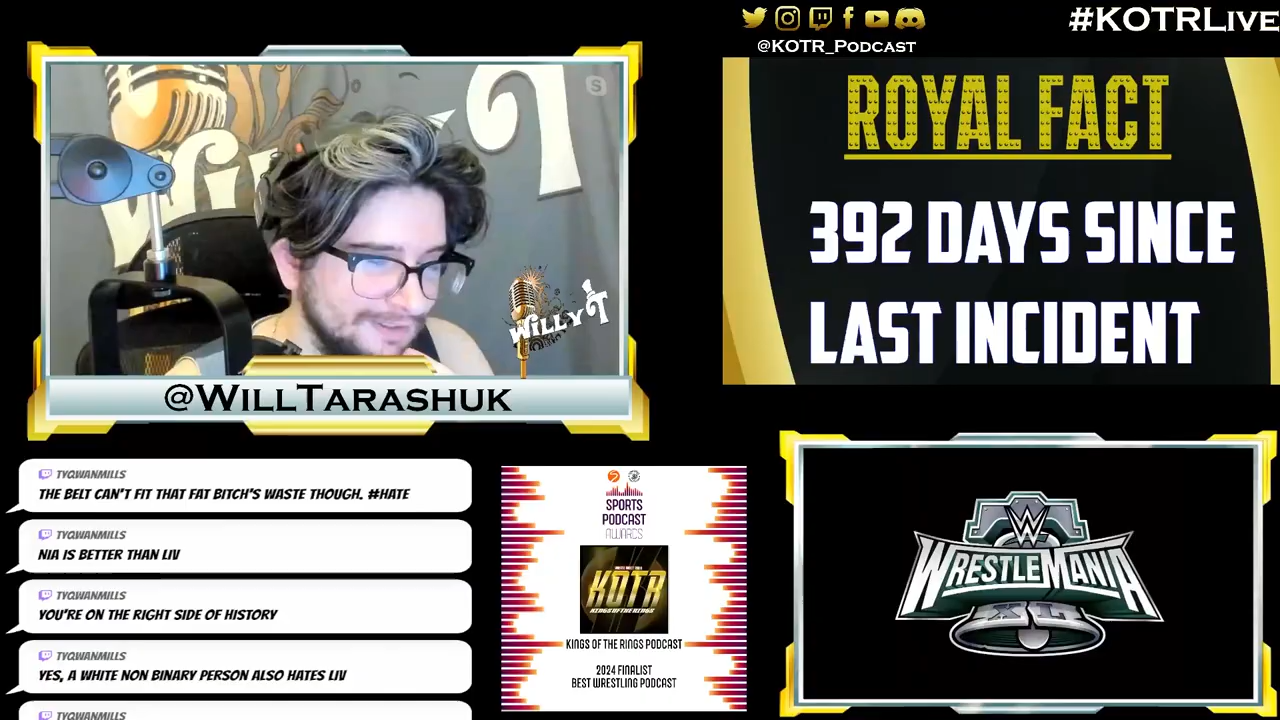 #KOTRLive
@KOTR_Podcast
ROYAL FACT
392 DAYS SINCE
LAST INCIDENT
WiLLY T
@WillTarashuk
TYQWANMILLS
THE BELT CAN'T FIT THAT FAT BITCH'S WASTE THOUGH. #HATE
TYQWANMILLS
NIA IS BETTER THAN LIV
TYQWANMILLS
YOU'RE ON THE RIGHT SIDE OF HISTORY
TYQWANMILLS
A WHITE NON BINARY PERSON ALSO HATES LIV
TYQWANMILLS
SPORTS
PODCAST
AWARDS
KOTR
KINGS OF THE RINGS
KINGS OF THE RINGS PODCAST
2024 FINALIST
BEST WRESTLING PODCAST
W
WRESTLEMANIA
XL